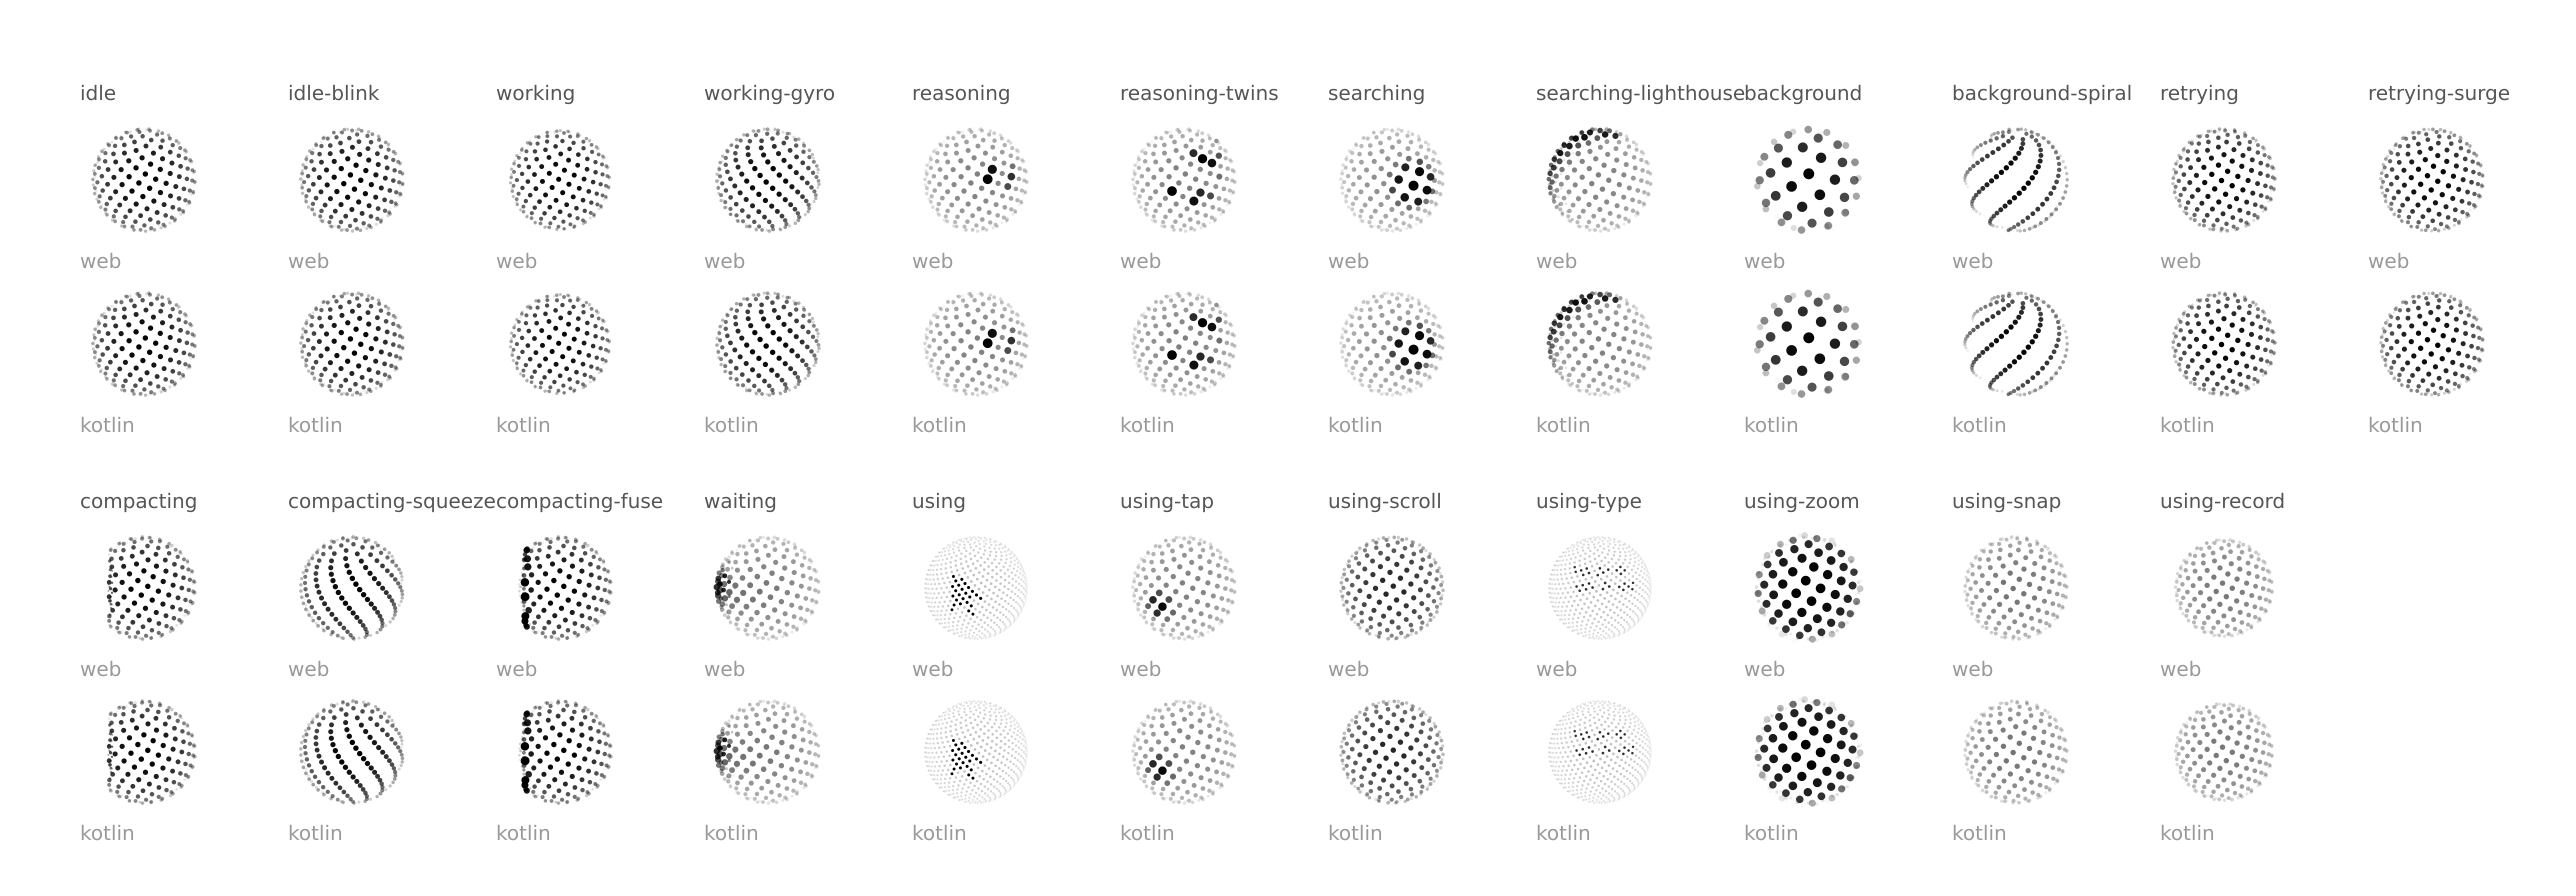 idle idle-blink working working-gyro reasoning reasoning-twins searching searching-lighthouse background background-spiral retrying retrying-surge
web web web web web web web web web web web web
kotlin kotlin kotlin kotlin kotlin kotlin kotlin kotlin kotlin kotlin kotlin kotlin
compacting compacting-squeeze compacting-fuse waiting using using-tap using-scroll using-type using-zoom using-snap using-record
web web web web web web web web web web web
kotlin kotlin kotlin kotlin kotlin kotlin kotlin kotlin kotlin kotlin kotlin